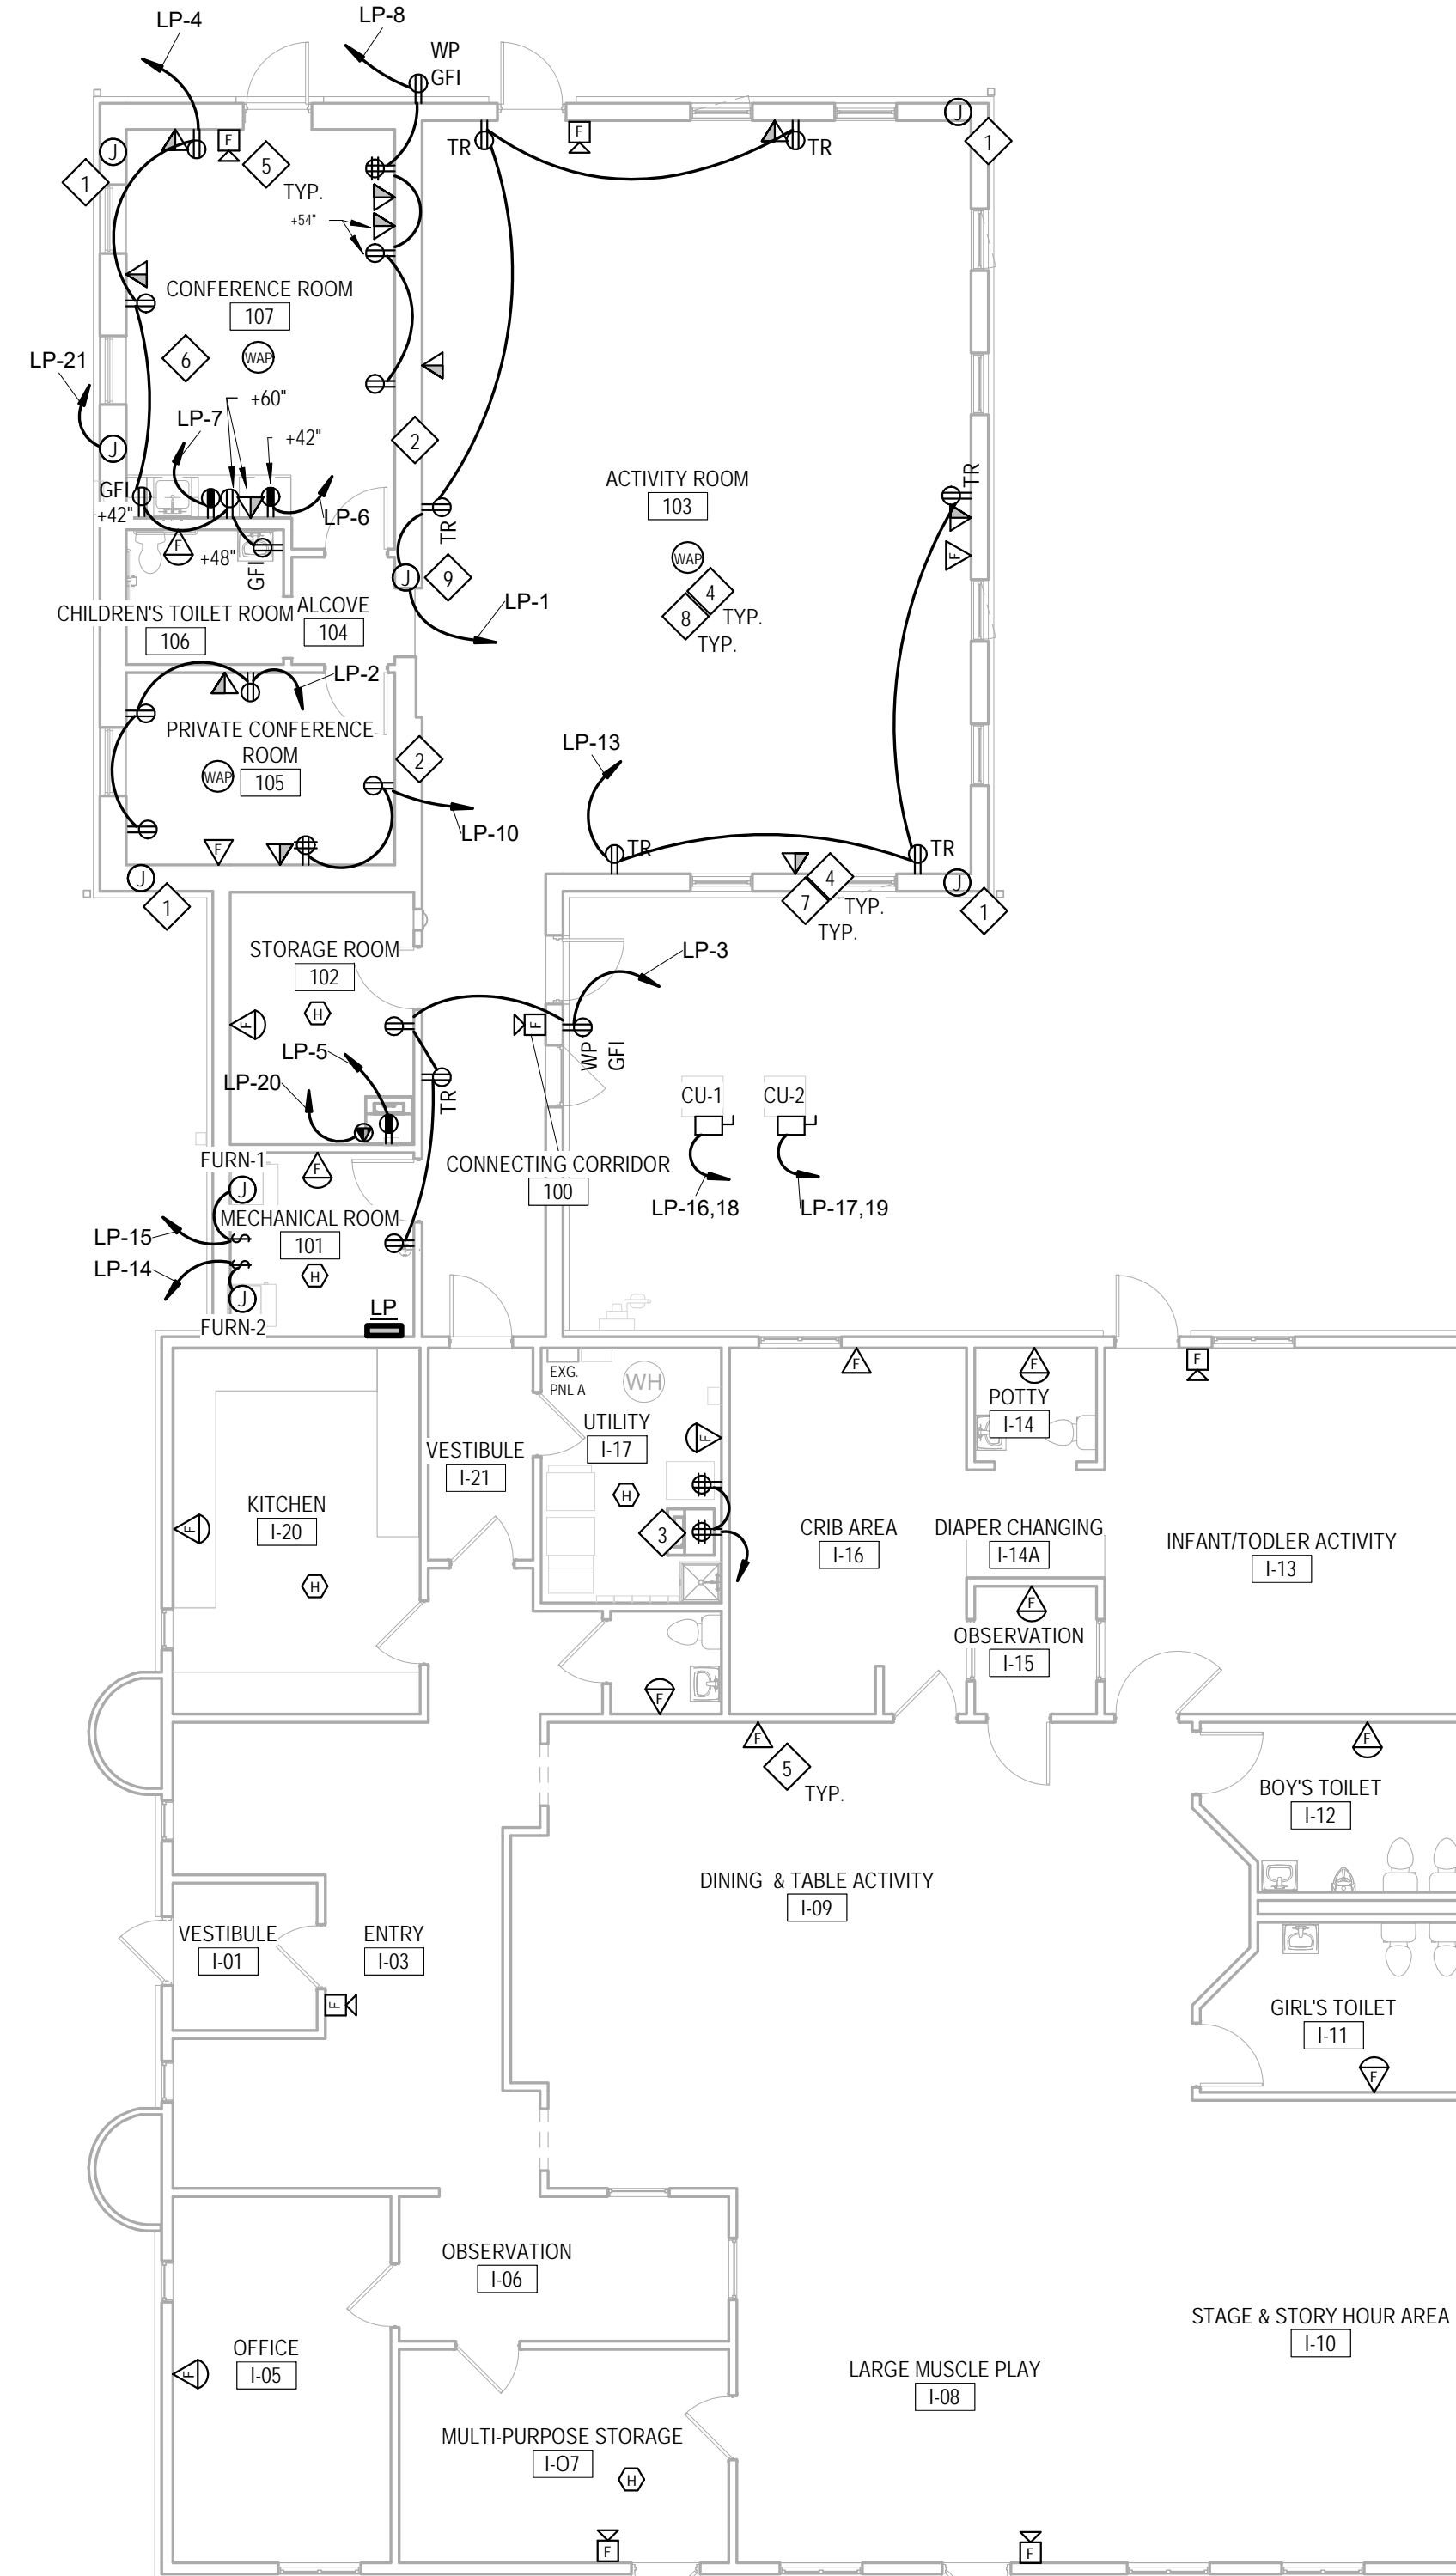 LP-4
LP-8
WP
GFI
J
F
5
TYP.
1
TR
F
TR
J
1
+54"
CONFERENCE ROOM
107
6
WAP
LP-21
+60"
LP-7
+42"
J
2
GFI
+42"
LP-6
F
+48"
GFI
TR
ACTIVITY ROOM
103
WAP
4
TYP.
8
TYP.
TR
F
J
9
LP-1
CHILDREN'S TOILET ROOM
106
ALCOVE
104
LP-2
PRIVATE CONFERENCE
ROOM
105
WAP
2
LP-10
F
LP-13
TR
TR
J
1
4
TYP.
7
TYP.
J
1
STORAGE ROOM
102
H
F
LP-3
F
WP
GFI
LP-5
LP-20
TR
CU-1
CU-2
LP-16,18
LP-17,19
CONNECTING CORRIDOR
100
FURN-1
F
J
MECHANICAL ROOM
101
LP-15
S
LP-14
S
H
J
FURN-2
LP
EXG.
PNL A
WH
UTILITY
I-17
F
H
3
VESTIBULE
I-21
KITCHEN
I-20
F
H
F
F
POTTY
I-14
F
CRIB AREA
I-16
DIAPER CHANGING
I-14A
INFANT/TODLER ACTIVITY
I-13
F
OBSERVATION
I-15
F
F
5
TYP.
F
BOY'S TOILET
I-12
DINING & TABLE ACTIVITY
I-09
VESTIBULE
I-01
ENTRY
I-03
F
GIRL'S TOILET
I-11
F
OBSERVATION
I-06
STAGE & STORY HOUR AREA
I-10
OFFICE
I-05
F
LARGE MUSCLE PLAY
I-08
MULTI-PURPOSE STORAGE
I-O7
H
F
F